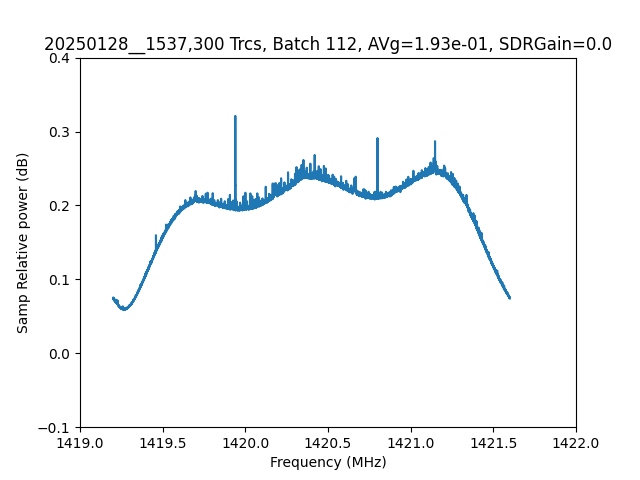 20250128__1537,300 Trcs, Batch 112, AVg=1.93e-01, SDRGain=0.0
0.4
0.3
0.2
0.1
0.0
−0.1
Samp Relative power (dB)
1419.0 1419.5 1420.0 1420.5 1421.0 1421.5 1422.0
Frequency (MHz)